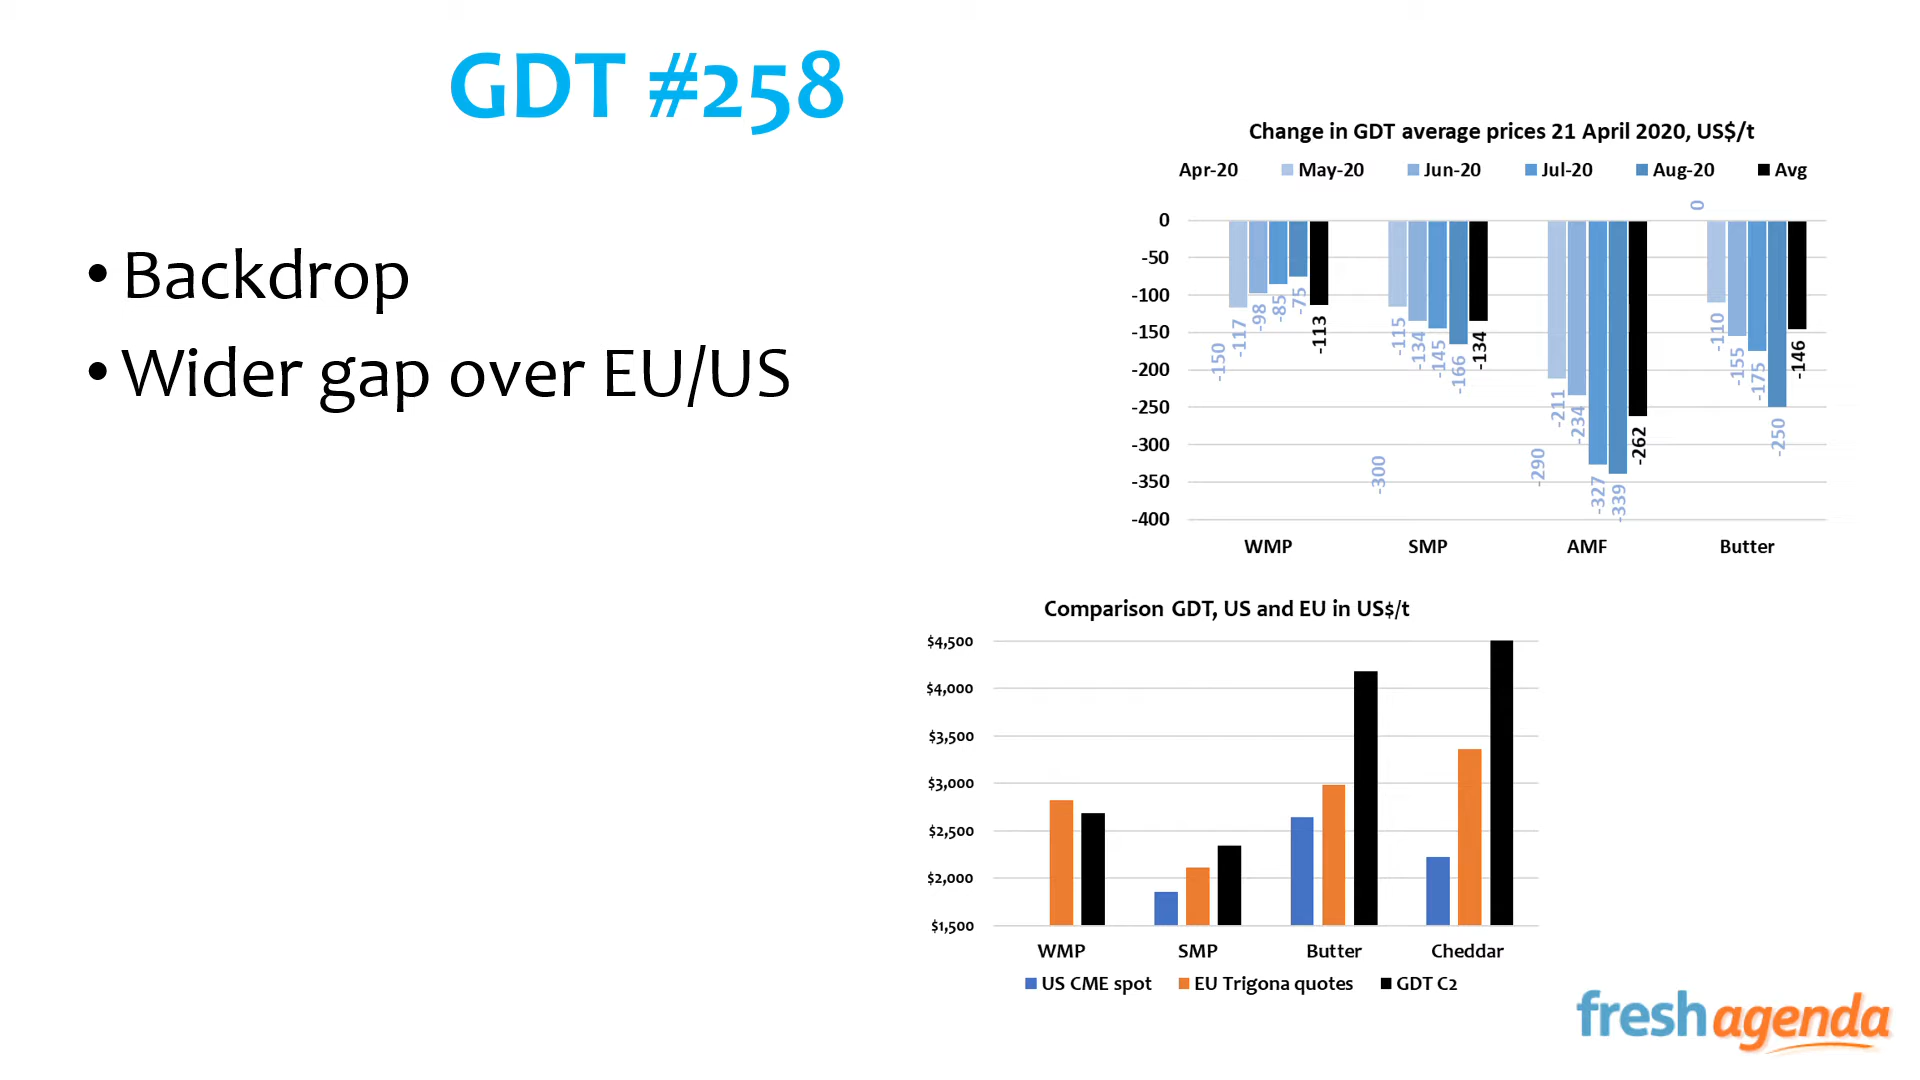 GDT #258
• Backdrop
• Wider gap over EU/US
Change in GDT average prices 21 April 2020, US$/t
Apr-20 May-20 Jun-20 Jul-20 Aug-20 Avg
0
-50
-100
-150
-200
-250
-300
-350
-400
-150 -117 -98 -85 -75 -113
-300 -115 -134 -145 -166 -134
-290 -211 -234 -327 -339 -262
0 -110 -155 -175 -250 -146
WMP SMP AMF Butter
Comparison GDT, US and EU in US$/t
$4,500
$4,000
$3,500
$3,000
$2,500
$2,000
$1,500
WMP SMP Butter Cheddar
US CME spot EU Trigona quotes GDT C2
fresh agenda